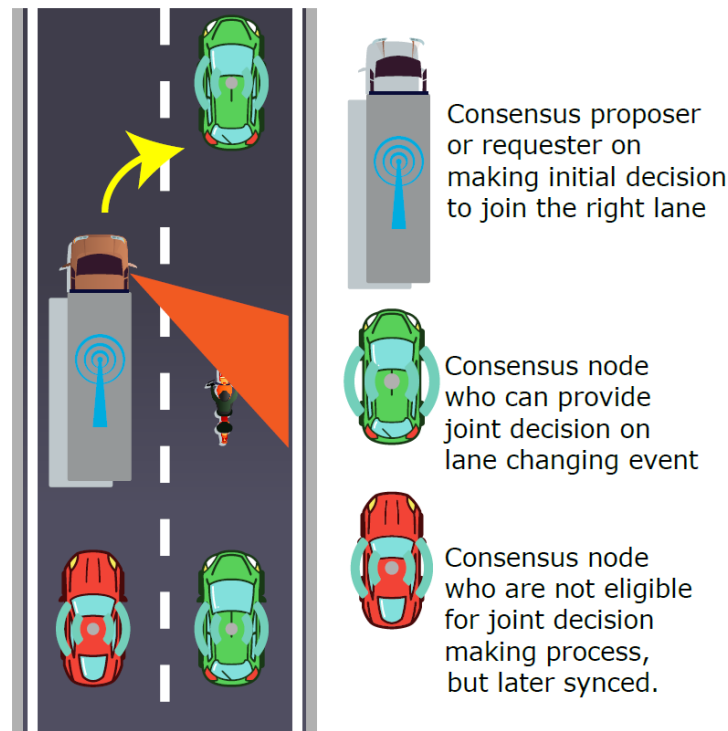 Consensus proposer
or requester on
making initial decision
to join the right lane
Consensus node
who can provide
joint decision on
lane changing event
Consensus node
who are not eligible
for joint decision
making process,
but later synced.